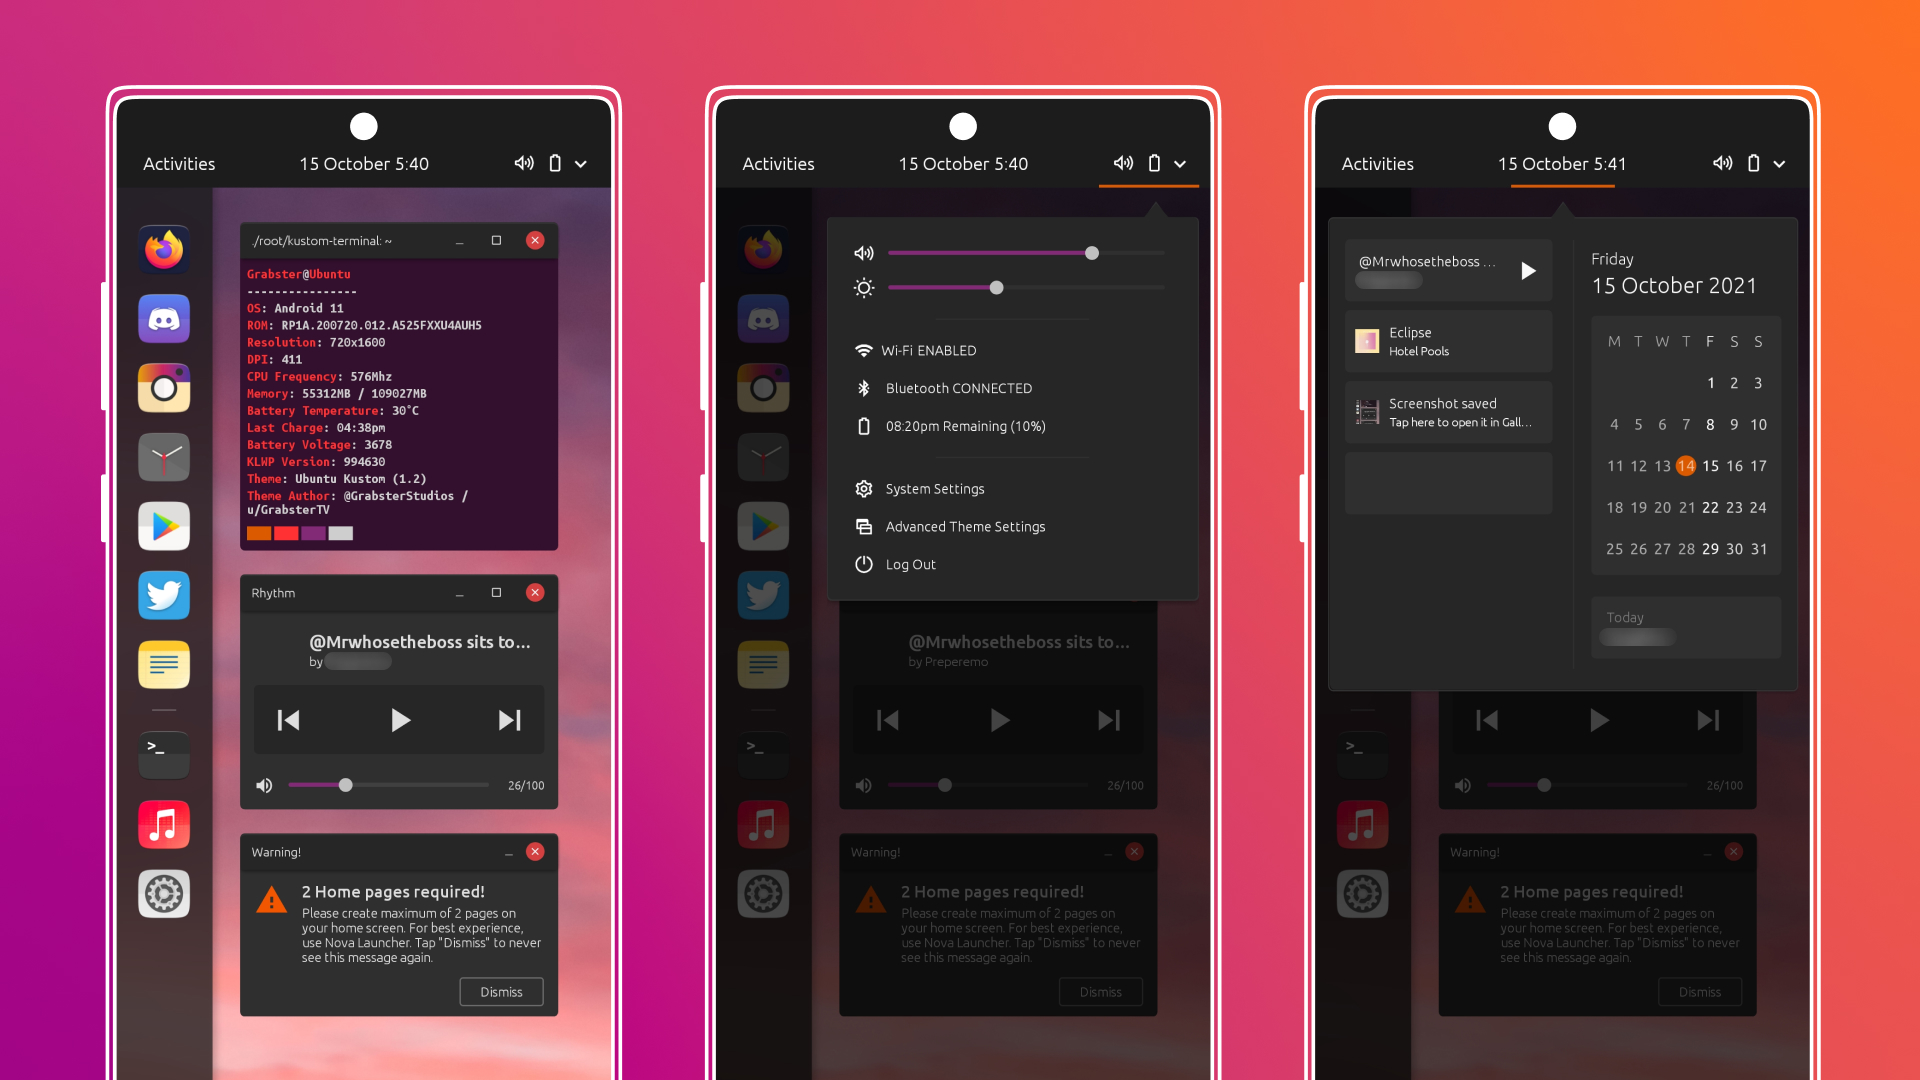 Activities
15 October 5:40
./root/kustom-terminal: ~
Grabster@Ubuntu
----------------
OS: Android 11
ROM: RP1A.200720.012.A525FXXU4AUH5
Resolution: 720x1600
DPI: 411
CPU Frequency: 576Mhz
Memory: 55312MB / 109027MB
Battery Temperature: 30°C
Last Charge: 04:38pm
Battery Voltage: 3678
KLWP Version: 994630
Theme: Ubuntu Kustom (1.2)
Theme Author: @GrabsterStudios /
u/GrabsterTV
Rhythm
@Mrwhosetheboss sits to...
by
>_
26/100
Warning!
2 Home pages required!
Please create maximum of 2 pages on
your home screen. For best experience,
use Nova Launcher. Tap "Dismiss" to never
see this message again.
Dismiss
Activities
15 October 5:40
Wi-Fi ENABLED
Bluetooth CONNECTED
08:20pm Remaining (10%)
System Settings
Advanced Theme Settings
Log Out
@Mrwhosetheboss sits to...
by Preperemo
>_
26/100
Warning!
2 Home pages required!
Please create maximum of 2 pages on
your home screen. For best experience,
use Nova Launcher. Tap "Dismiss" to never
see this message again.
Dismiss
Activities
15 October 5:41
@Mrwhosetheboss ...
Eclipse
Hotel Pools
Screenshot saved
Tap here to open it in Gall...
Friday
15 October 2021
M T W T F S S
1 2 3
4 5 6 7 8 9 10
11 12 13 14 15 16 17
18 19 20 21 22 23 24
25 26 27 28 29 30 31
Today
>_
26/100
Warning!
2 Home pages required!
Please create maximum of 2 pages on
your home screen. For best experience,
use Nova Launcher. Tap "Dismiss" to never
see this message again.
Dismiss